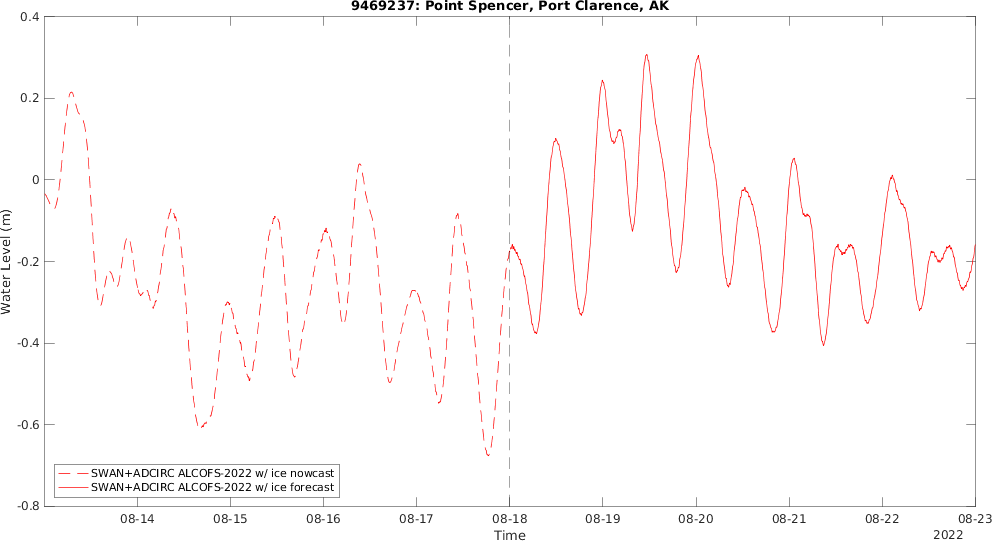 9469237: Point Spencer, Port Clarence, AK
0.4
0.2
0
-0.2
-0.4
-0.6
-0.8
Water Level (m)
SWAN+ADCIRC ALCOFS-2022 w/ ice nowcast
SWAN+ADCIRC ALCOFS-2022 w/ ice forecast
08-14 08-15 08-16 08-17 08-18 08-19 08-20 08-21 08-22 08-23
Time
2022